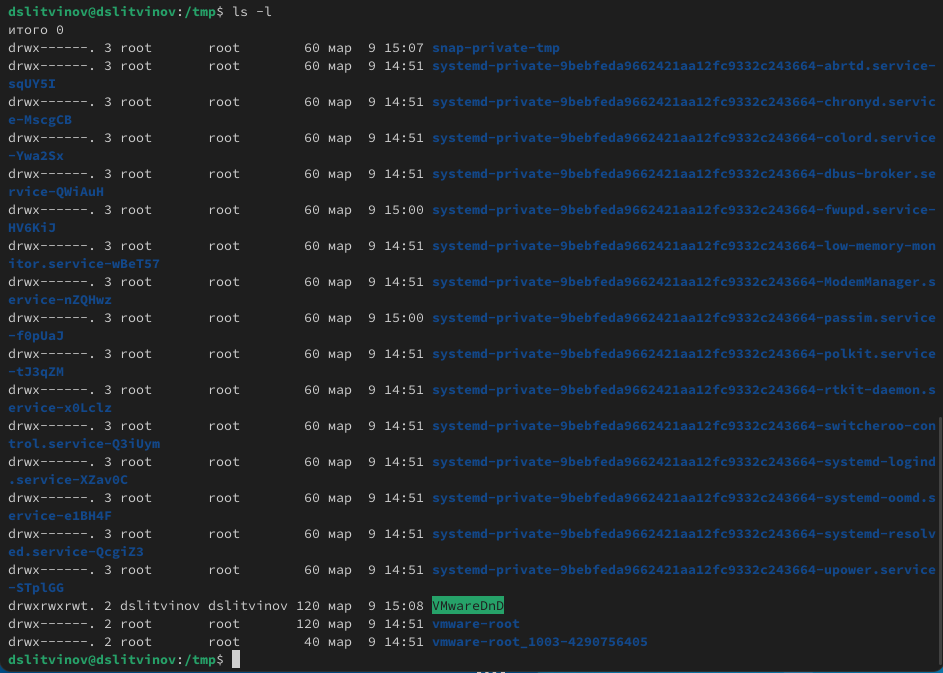 dslitvinov@dslitvinov:/tmp$ ls -l
итого 0
drwx------. 3 root       root        60 мар  9 15:07 snap-private-tmp
drwx------. 3 root       root        60 мар  9 14:51 systemd-private-9bebfeda9662421aa12fc9332c243664-abrtd.service-
sqUY5I
drwx------. 3 root       root        60 мар  9 14:51 systemd-private-9bebfeda9662421aa12fc9332c243664-chronyd.servic
e-MscgCB
drwx------. 3 root       root        60 мар  9 14:51 systemd-private-9bebfeda9662421aa12fc9332c243664-colord.service
-Ywa2Sx
drwx------. 3 root       root        60 мар  9 14:51 systemd-private-9bebfeda9662421aa12fc9332c243664-dbus-broker.se
rvice-QWiAuH
drwx------. 3 root       root        60 мар  9 15:00 systemd-private-9bebfeda9662421aa12fc9332c243664-fwupd.service-
HV6KiJ
drwx------. 3 root       root        60 мар  9 14:51 systemd-private-9bebfeda9662421aa12fc9332c243664-low-memory-mon
itor.service-wBeT57
drwx------. 3 root       root        60 мар  9 14:51 systemd-private-9bebfeda9662421aa12fc9332c243664-ModemManager.s
ervice-nZQHwz
drwx------. 3 root       root        60 мар  9 15:00 systemd-private-9bebfeda9662421aa12fc9332c243664-passim.service
-f0pUaJ
drwx------. 3 root       root        60 мар  9 14:51 systemd-private-9bebfeda9662421aa12fc9332c243664-polkit.service
-tJ3qZM
drwx------. 3 root       root        60 мар  9 14:51 systemd-private-9bebfeda9662421aa12fc9332c243664-rtkit-daemon.s
ervice-x0Lclz
drwx------. 3 root       root        60 мар  9 14:51 systemd-private-9bebfeda9662421aa12fc9332c243664-switcheroo-con
trol.service-Q3iUym
drwx------. 3 root       root        60 мар  9 14:51 systemd-private-9bebfeda9662421aa12fc9332c243664-systemd-logind
.service-XZav0C
drwx------. 3 root       root        60 мар  9 14:51 systemd-private-9bebfeda9662421aa12fc9332c243664-systemd-oomd.s
ervice-e1BH4F
drwx------. 3 root       root        60 мар  9 14:51 systemd-private-9bebfeda9662421aa12fc9332c243664-systemd-resolv
ed.service-QcgiZ3
drwx------. 3 root       root        60 мар  9 14:51 systemd-private-9bebfeda9662421aa12fc9332c243664-upower.service
-STplGG
drwxrwxrwt. 2 dslitvinov dslitvinov 120 мар  9 15:08 VMwareDnD
drwx------. 2 root       root       120 мар  9 14:51 vmware-root
drwx------. 2 root       root        40 мар  9 14:51 vmware-root_1003-4290756405
dslitvinov@dslitvinov:/tmp$